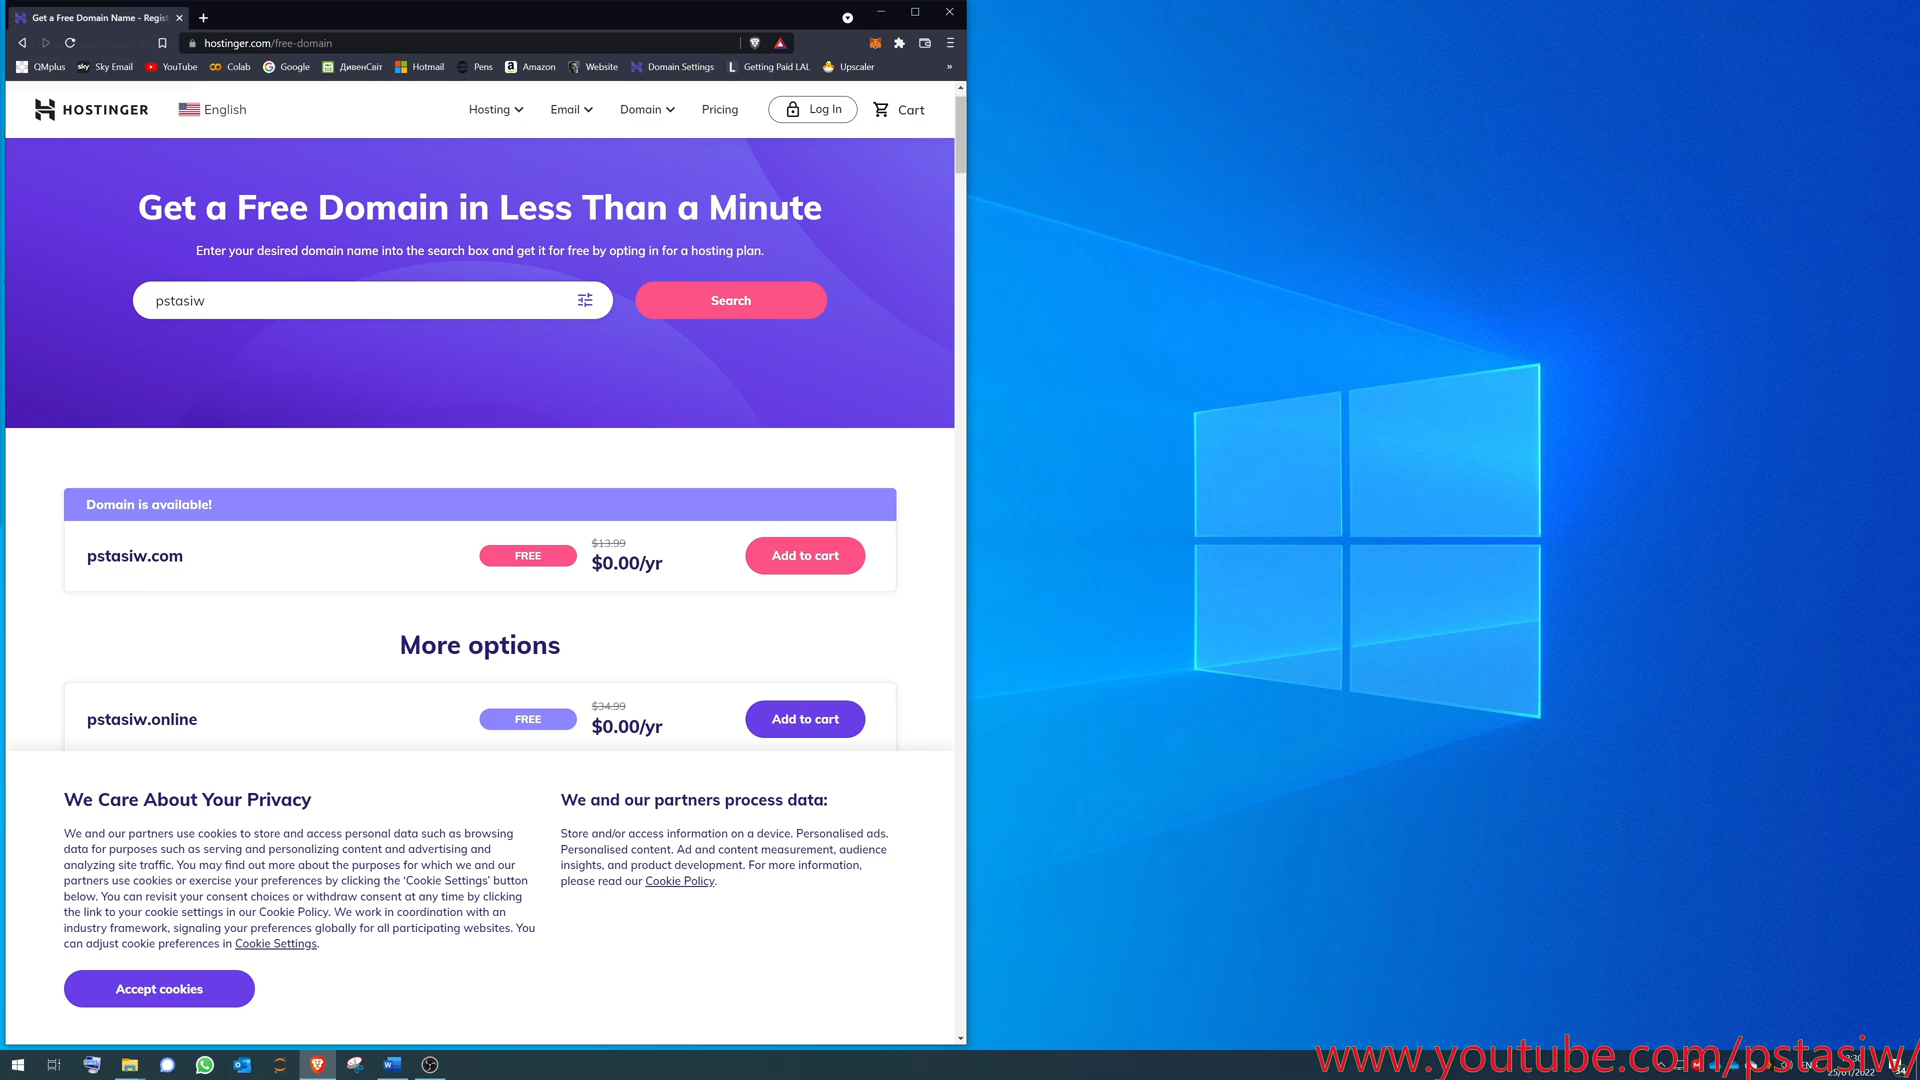 Get a Free Domain Name - Regist
hostinger.com/free-domain
QMplus
sky
Sky Email
YouTube
Colab
Google
ДивенСвіт
Hotmail
Pens
Amazon
Website
Domain Settings
L
Getting Paid LAL
Upscaler
»
HOSTINGER
English
Hosting
Email
Domain
Pricing
Log In
Cart
Get a Free Domain in Less Than a Minute
Enter your desired domain name into the search box and get it for free by opting in for a hosting plan.
pstasiw
Search
Domain is available!
pstasiw.com
FREE
$13.99
$0.00/yr
Add to cart
More options
pstasiw.online
FREE
$34.99
$0.00/yr
Add to cart
We Care About Your Privacy
We and our partners use cookies to store and access personal data such as browsing
data for purposes such as serving and personalizing content and advertising and
analyzing site traffic. You may find out more about the purposes for which we and our
partners use cookies or exercise your preferences by clicking the ‘Cookie Settings’ button
below. You can revisit your consent choices or withdraw consent at any time by clicking
the link to your cookie settings in our Cookie Policy. We work in coordination with an
industry framework, signaling your preferences globally for all participating websites. You
can adjust cookie preferences in Cookie Settings.
Accept cookies
We and our partners process data:
Store and/or access information on a device. Personalised ads.
Personalised content. Ad and content measurement, audience
insights, and product development. For more information,
please read our Cookie Policy.
www.youtube.com/pstasiw/
25/01/2022